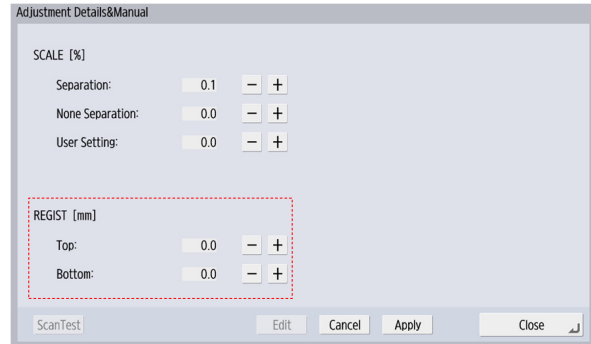 Adjustment Details&Manual
SCALE [%]
Separation: 0.1 − +
None Separation: 0.0 − +
User Setting: 0.0 − +
REGIST [mm]
Top: 0.0 − +
Bottom: 0.0 − +
ScanTest Edit Cancel Apply Close